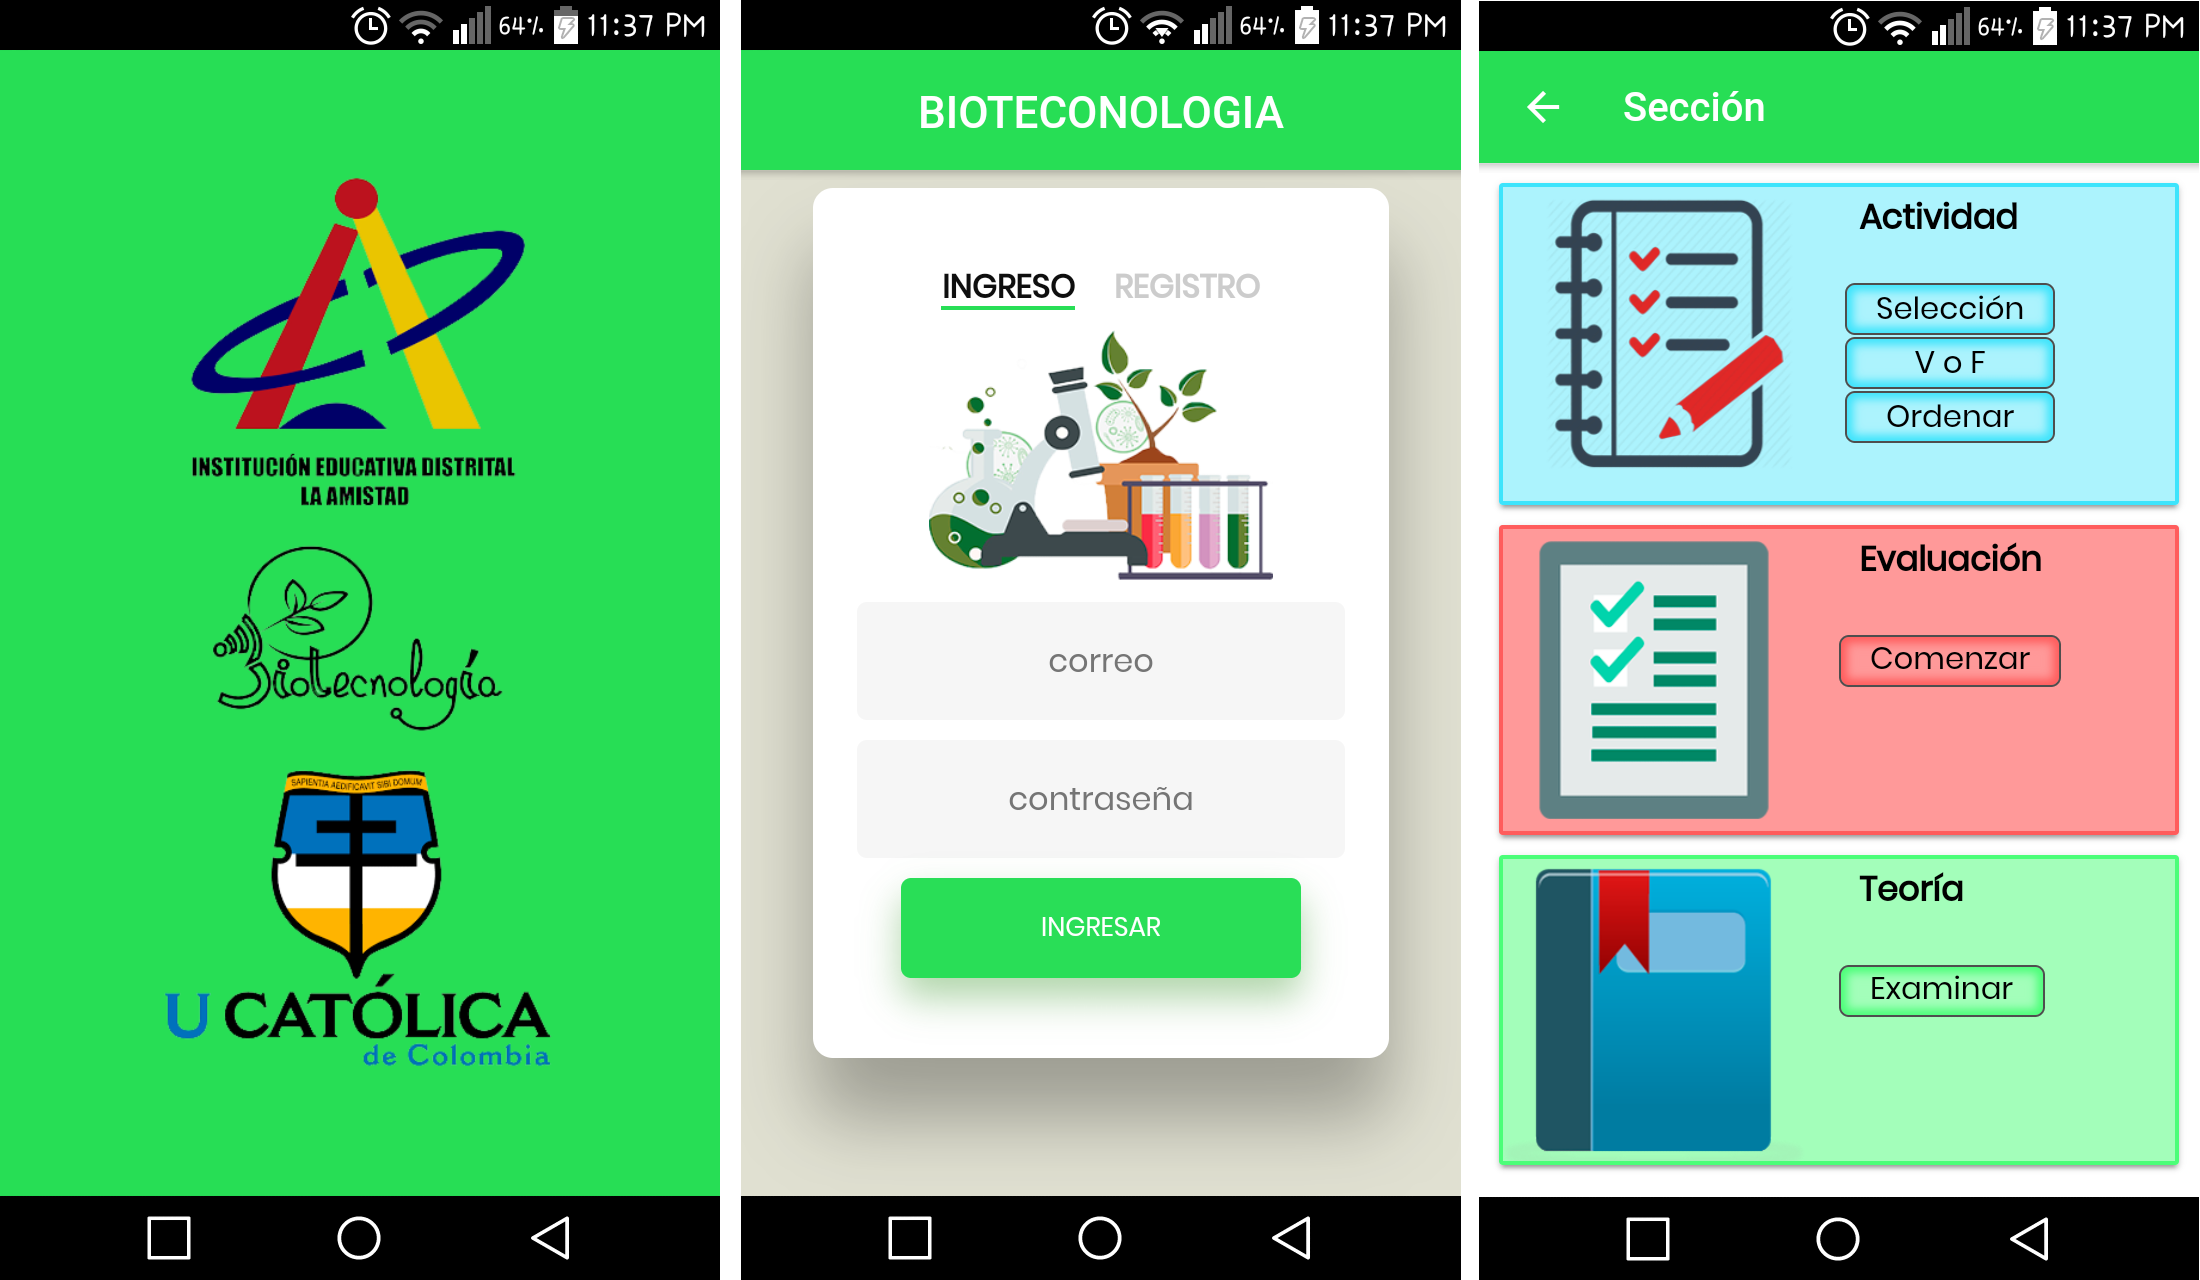 64% 11:37 PM
INSTITUCIÓN EDUCATIVA DISTRITAL
LA AMISTAD
Biotecnología
SAPIENTIA AEDIFICAVIT SIBI DOMUM
U CATÓLICA
de Colombia
64% 11:37 PM
BIOTECONOLOGIA
INGRESO REGISTRO
correo
contraseña
INGRESAR
64% 11:37 PM
Sección
Actividad
Selección
V o F
Ordenar
Evaluación
Comenzar
Teoría
Examinar